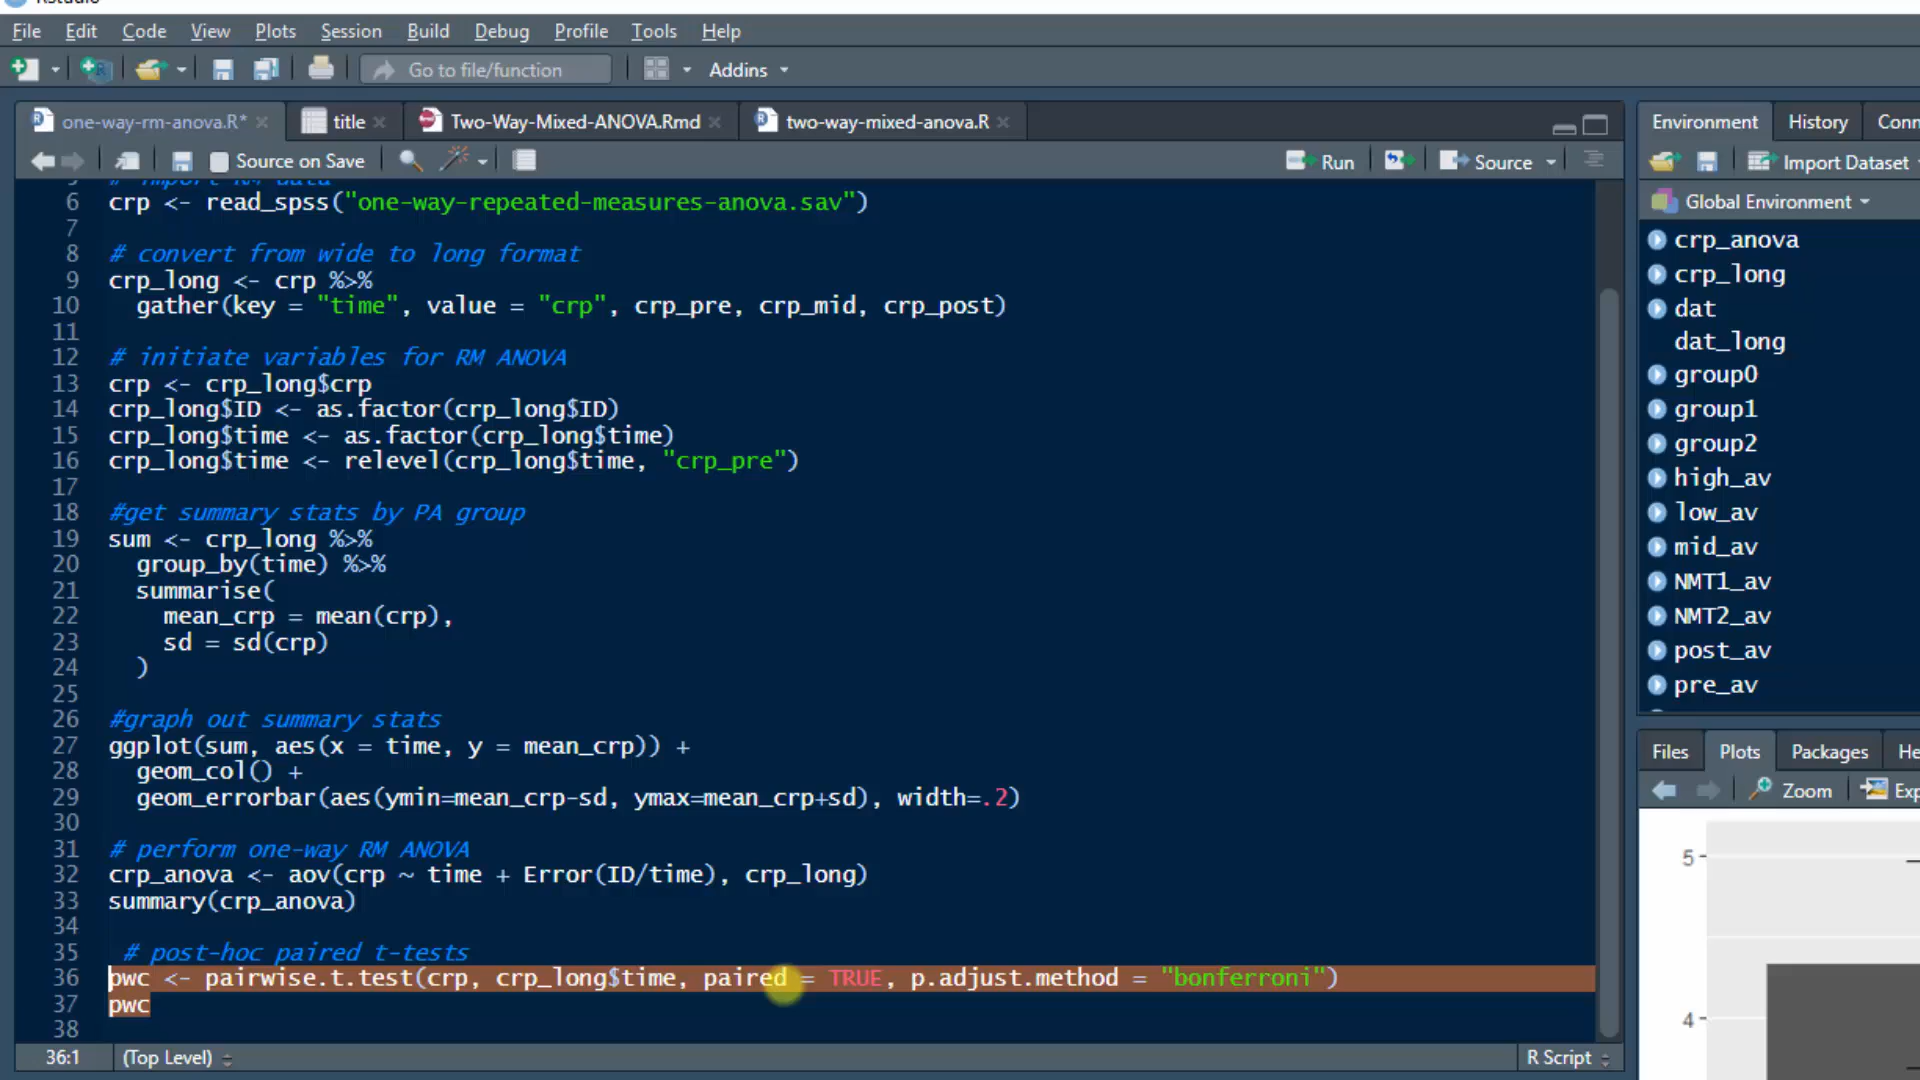 RStudio
File Edit Code View Plots Session Build Debug Profile Tools Help
Go to file/function Addins
one-way-rm-anova.R* title Two-Way-Mixed-ANOVA.Rmd two-way-mixed-anova.R
Source on Save Run Source
5 # import RM data
6 crp <- read_spss("one-way-repeated-measures-anova.sav")
7
8 # convert from wide to long format
9 crp_long <- crp %>%
10 gather(key = "time", value = "crp", crp_pre, crp_mid, crp_post)
11
12 # initiate variables for RM ANOVA
13 crp <- crp_long$crp
14 crp_long$ID <- as.factor(crp_long$ID)
15 crp_long$time <- as.factor(crp_long$time)
16 crp_long$time <- relevel(crp_long$time, "crp_pre")
17
18 #get summary stats by PA group
19 sum <- crp_long %>%
20 group_by(time) %>%
21 summarise(
22 mean_crp = mean(crp),
23 sd = sd(crp)
24 )
25
26 #graph out summary stats
27 ggplot(sum, aes(x = time, y = mean_crp)) +
28 geom_col() +
29 geom_errorbar(aes(ymin=mean_crp-sd, ymax=mean_crp+sd), width=.2)
30
31 # perform one-way RM ANOVA
32 crp_anova <- aov(crp ~ time + Error(ID/time), crp_long)
33 summary(crp_anova)
34
35 # post-hoc paired t-tests
36 pwc <- pairwise.t.test(crp, crp_long$time, paired = TRUE, p.adjust.method = "bonferroni")
37 pwc
38
36:1 (Top Level) R Script
Environment History Conn
Import Dataset
Global Environment
crp_anova
crp_long
dat
dat_long
group0
group1
group2
high_av
low_av
mid_av
NMT1_av
NMT2_av
post_av
pre_av
Files Plots Packages He
Zoom Exp
5
4